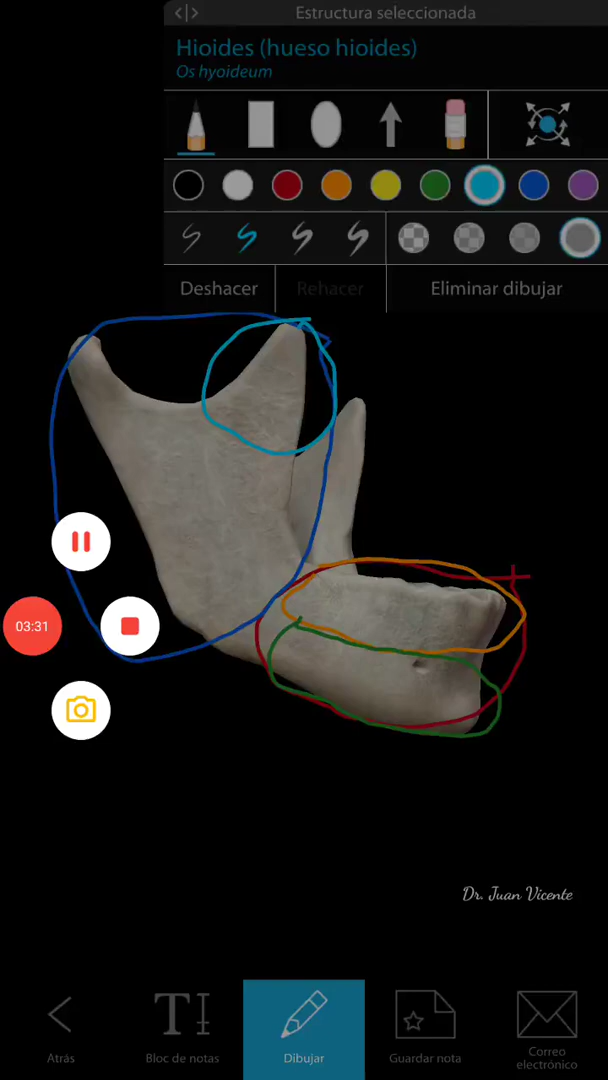 Estructura seleccionada
Hioides (hueso hioides)
Os hyoideum
Deshacer
Rehacer
Eliminar dibujar
03:31
Dr. Juan Vicente
Atrás
Bloc de notas
Dibujar
Guardar nota
Correo
electrónico